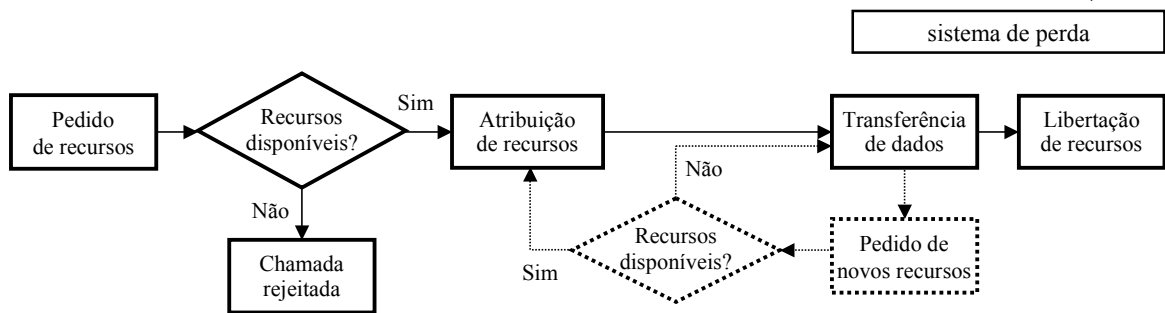 sistema de perda
Pedido
de recursos
Recursos
disponíveis?
Sim
Atribuição
de recursos
Transferência
de dados
Libertação
de recursos
Não
Chamada
rejeitada
Não
Recursos
disponíveis?
Sim
Pedido de
novos recursos